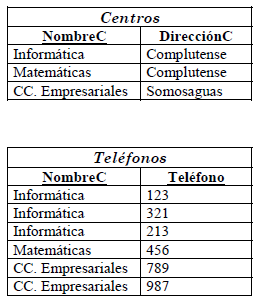 Centros
NombreC DirecciónC
Informática Complutense
Matemáticas Complutense
CC. Empresariales Somosaguas
Teléfonos
NombreC Teléfono
Informática 123
Informática 321
Informática 213
Matemáticas 456
CC. Empresariales 789
CC. Empresariales 987